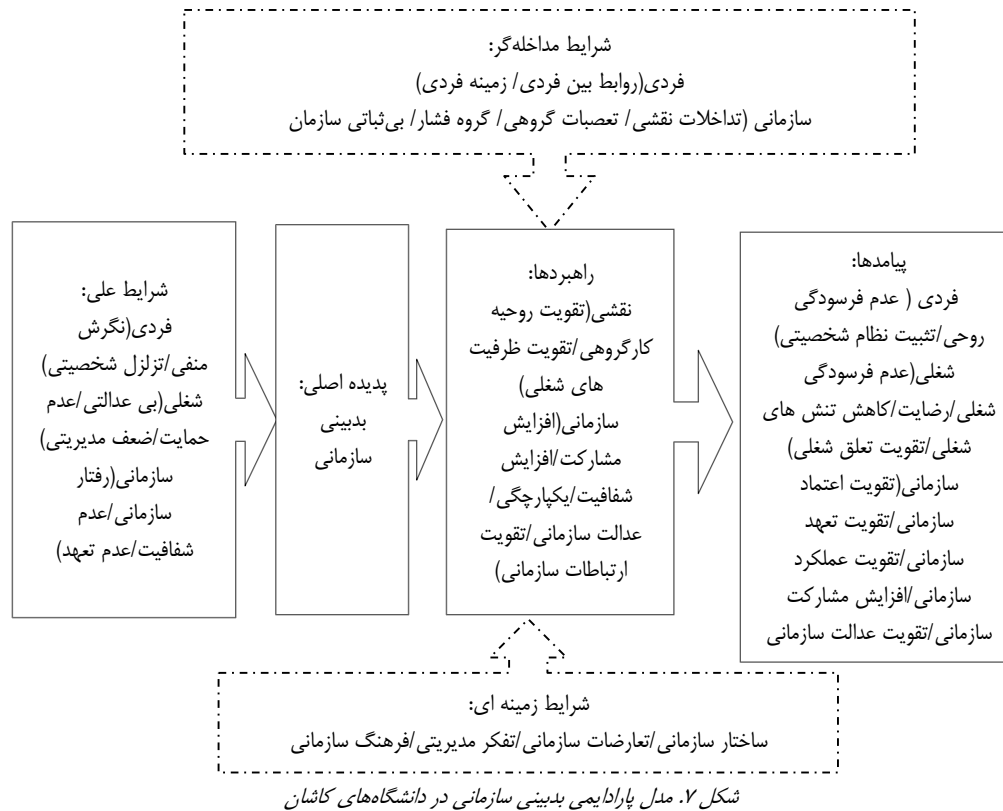 شرایط مداخله‌گر:
فردی(روابط بین فردی/ زمینه فردی)
سازمانی (تداخلات نقشی/ تعصبات گروهی/ گروه فشار/ بی‌ثباتی سازمان
شرایط علی:
فردی(نگرش
منفی/تزلزل شخصیتی)
شغلی(بی عدالتی/عدم
حمایت/ضعف مدیریتی)
سازمانی(رفتار
سازمانی/عدم
شفافیت/عدم تعهد)
پدیده اصلی:
بدبینی
سازمانی
راهبردها:
نقشی(تقویت روحیه
کارگروهی/تقویت ظرفیت
های شغلی)
سازمانی(افزایش
مشارکت/افزایش
شفافیت/یکپارچگی/
عدالت سازمانی/تقویت
ارتباطات سازمانی)
پیامدها:
فردی ( عدم فرسودگی
روحی/تثبیت نظام شخصیتی)
شغلی(عدم فرسودگی
شغلی/رضایت/کاهش تنش های
شغلی/تقویت تعلق شغلی)
سازمانی(تقویت اعتماد
سازمانی/تقویت تعهد
سازمانی/تقویت عملکرد
سازمانی/افزایش مشارکت
سازمانی/تقویت عدالت سازمانی
شرایط زمینه ای:
ساختار سازمانی/تعارضات سازمانی/تفکر مدیریتی/فرهنگ سازمانی
شکل ۷. مدل پارادایمی بدبینی سازمانی در دانشگاه‌های کاشان